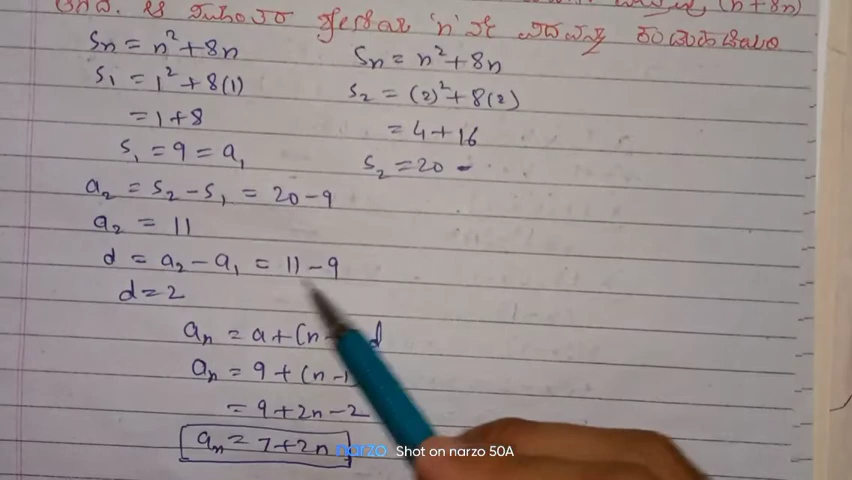 (n+8n)
'n' ನೇ
Sn = n²+8n
S₁ = 1²+8(1)
= 1+8
S₁ = 9 = a₁
Sn = n²+8n
S₂ = (2)²+8(2)
= 4+16
S₂ = 20 -
a₂ = S₂-S₁ = 20-9
a₂ = 11
d = a₂-a₁ = 11-9
d=2
an = a+(n- d
an = 9+(n-1
= 9+2n-2
an = 7+2n
narzo Shot on narzo 50A